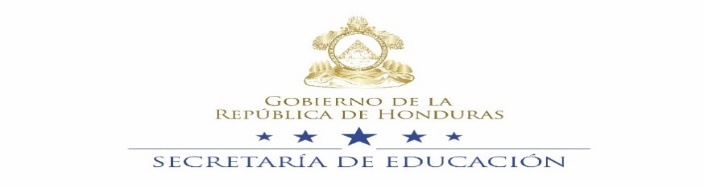 GOBIERNO DE LA
REPÚBLICA DE HONDURAS
SECRETARÍA DE EDUCACIÓN